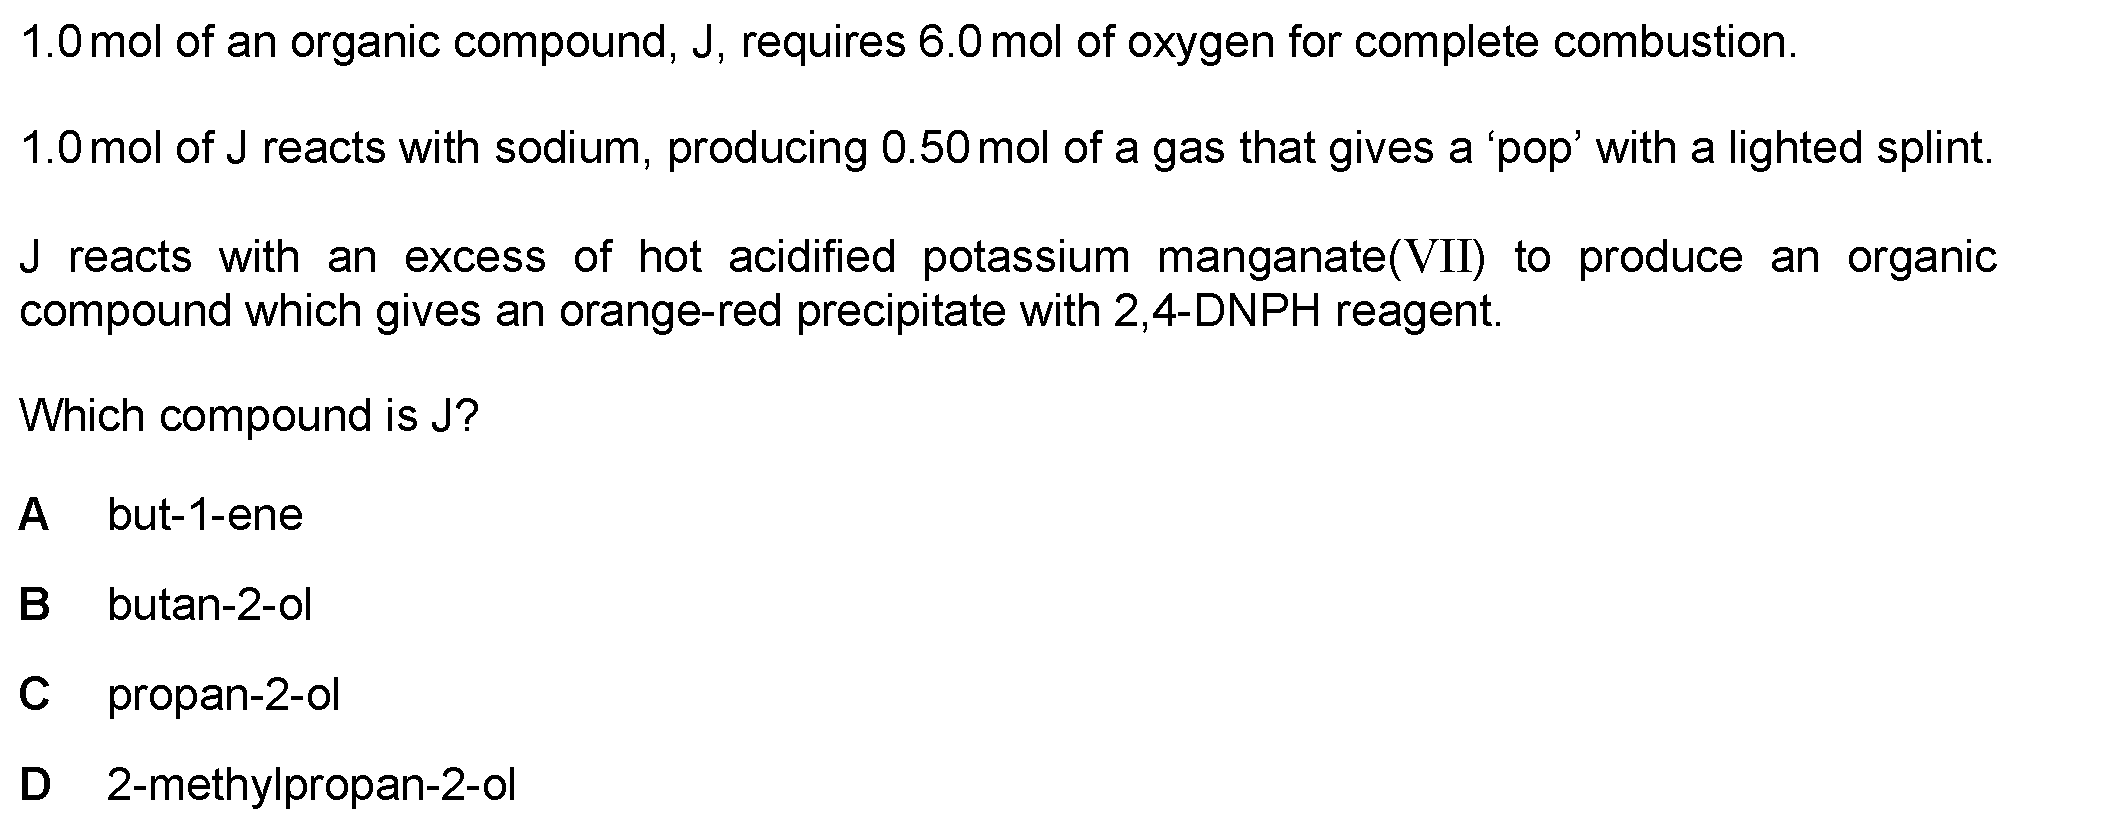 1.0 mol of an organic compound, J, requires 6.0 mol of oxygen for complete combustion.
1.0 mol of J reacts with sodium, producing 0.50 mol of a gas that gives a ‘pop’ with a lighted splint.
J reacts with an excess of hot acidified potassium manganate(VII) to produce an organic
compound which gives an orange-red precipitate with 2,4-DNPH reagent.
Which compound is J?
A but-1-ene
B butan-2-ol
C propan-2-ol
D 2-methylpropan-2-ol